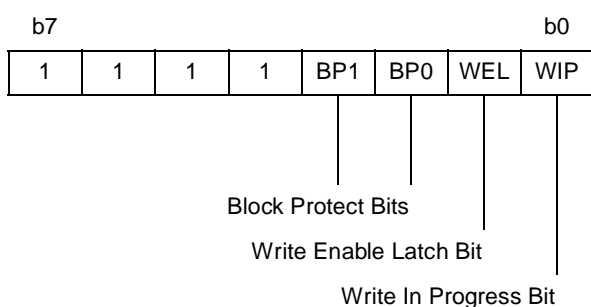 b7 b0
1 1 1 1 BP1 BP0 WEL WIP
Block Protect Bits
Write Enable Latch Bit
Write In Progress Bit